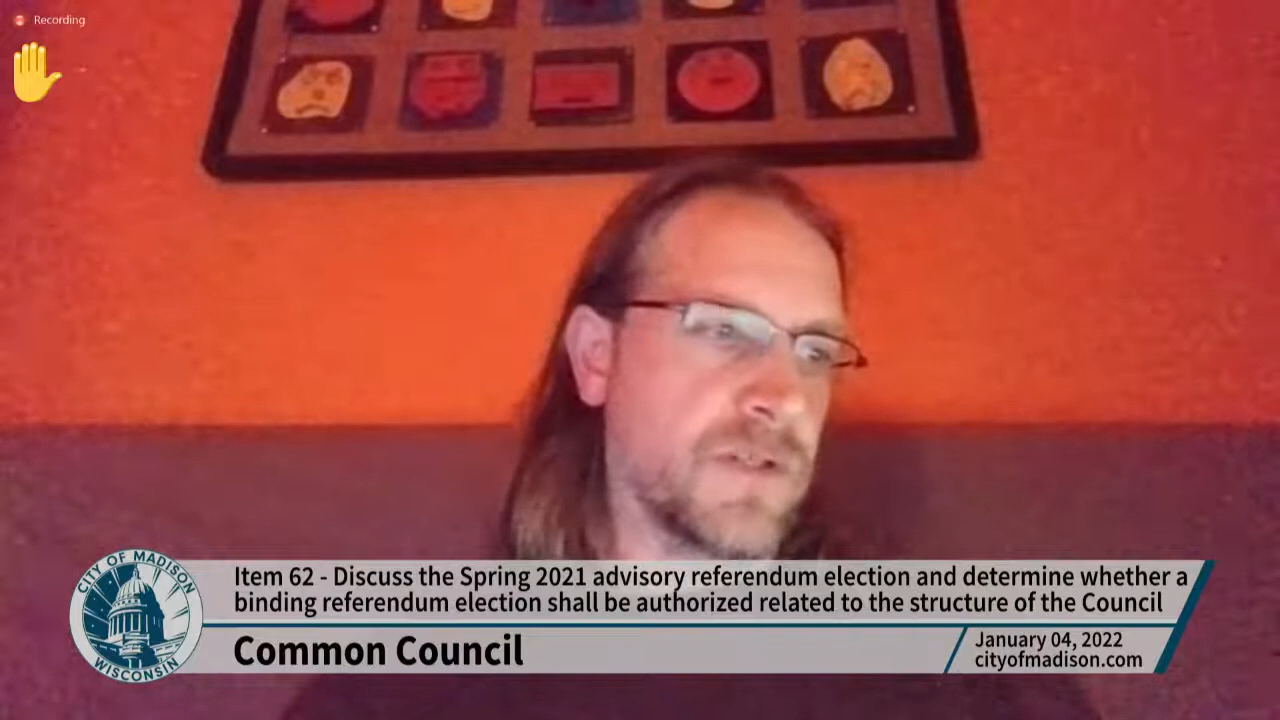 Recording
CITY OF MADISON
WISCONSIN
Item 62 - Discuss the Spring 2021 advisory referendum election and determine whether a
binding referendum election shall be authorized related to the structure of the Council
Common Council
January 04, 2022
cityofmadison.com